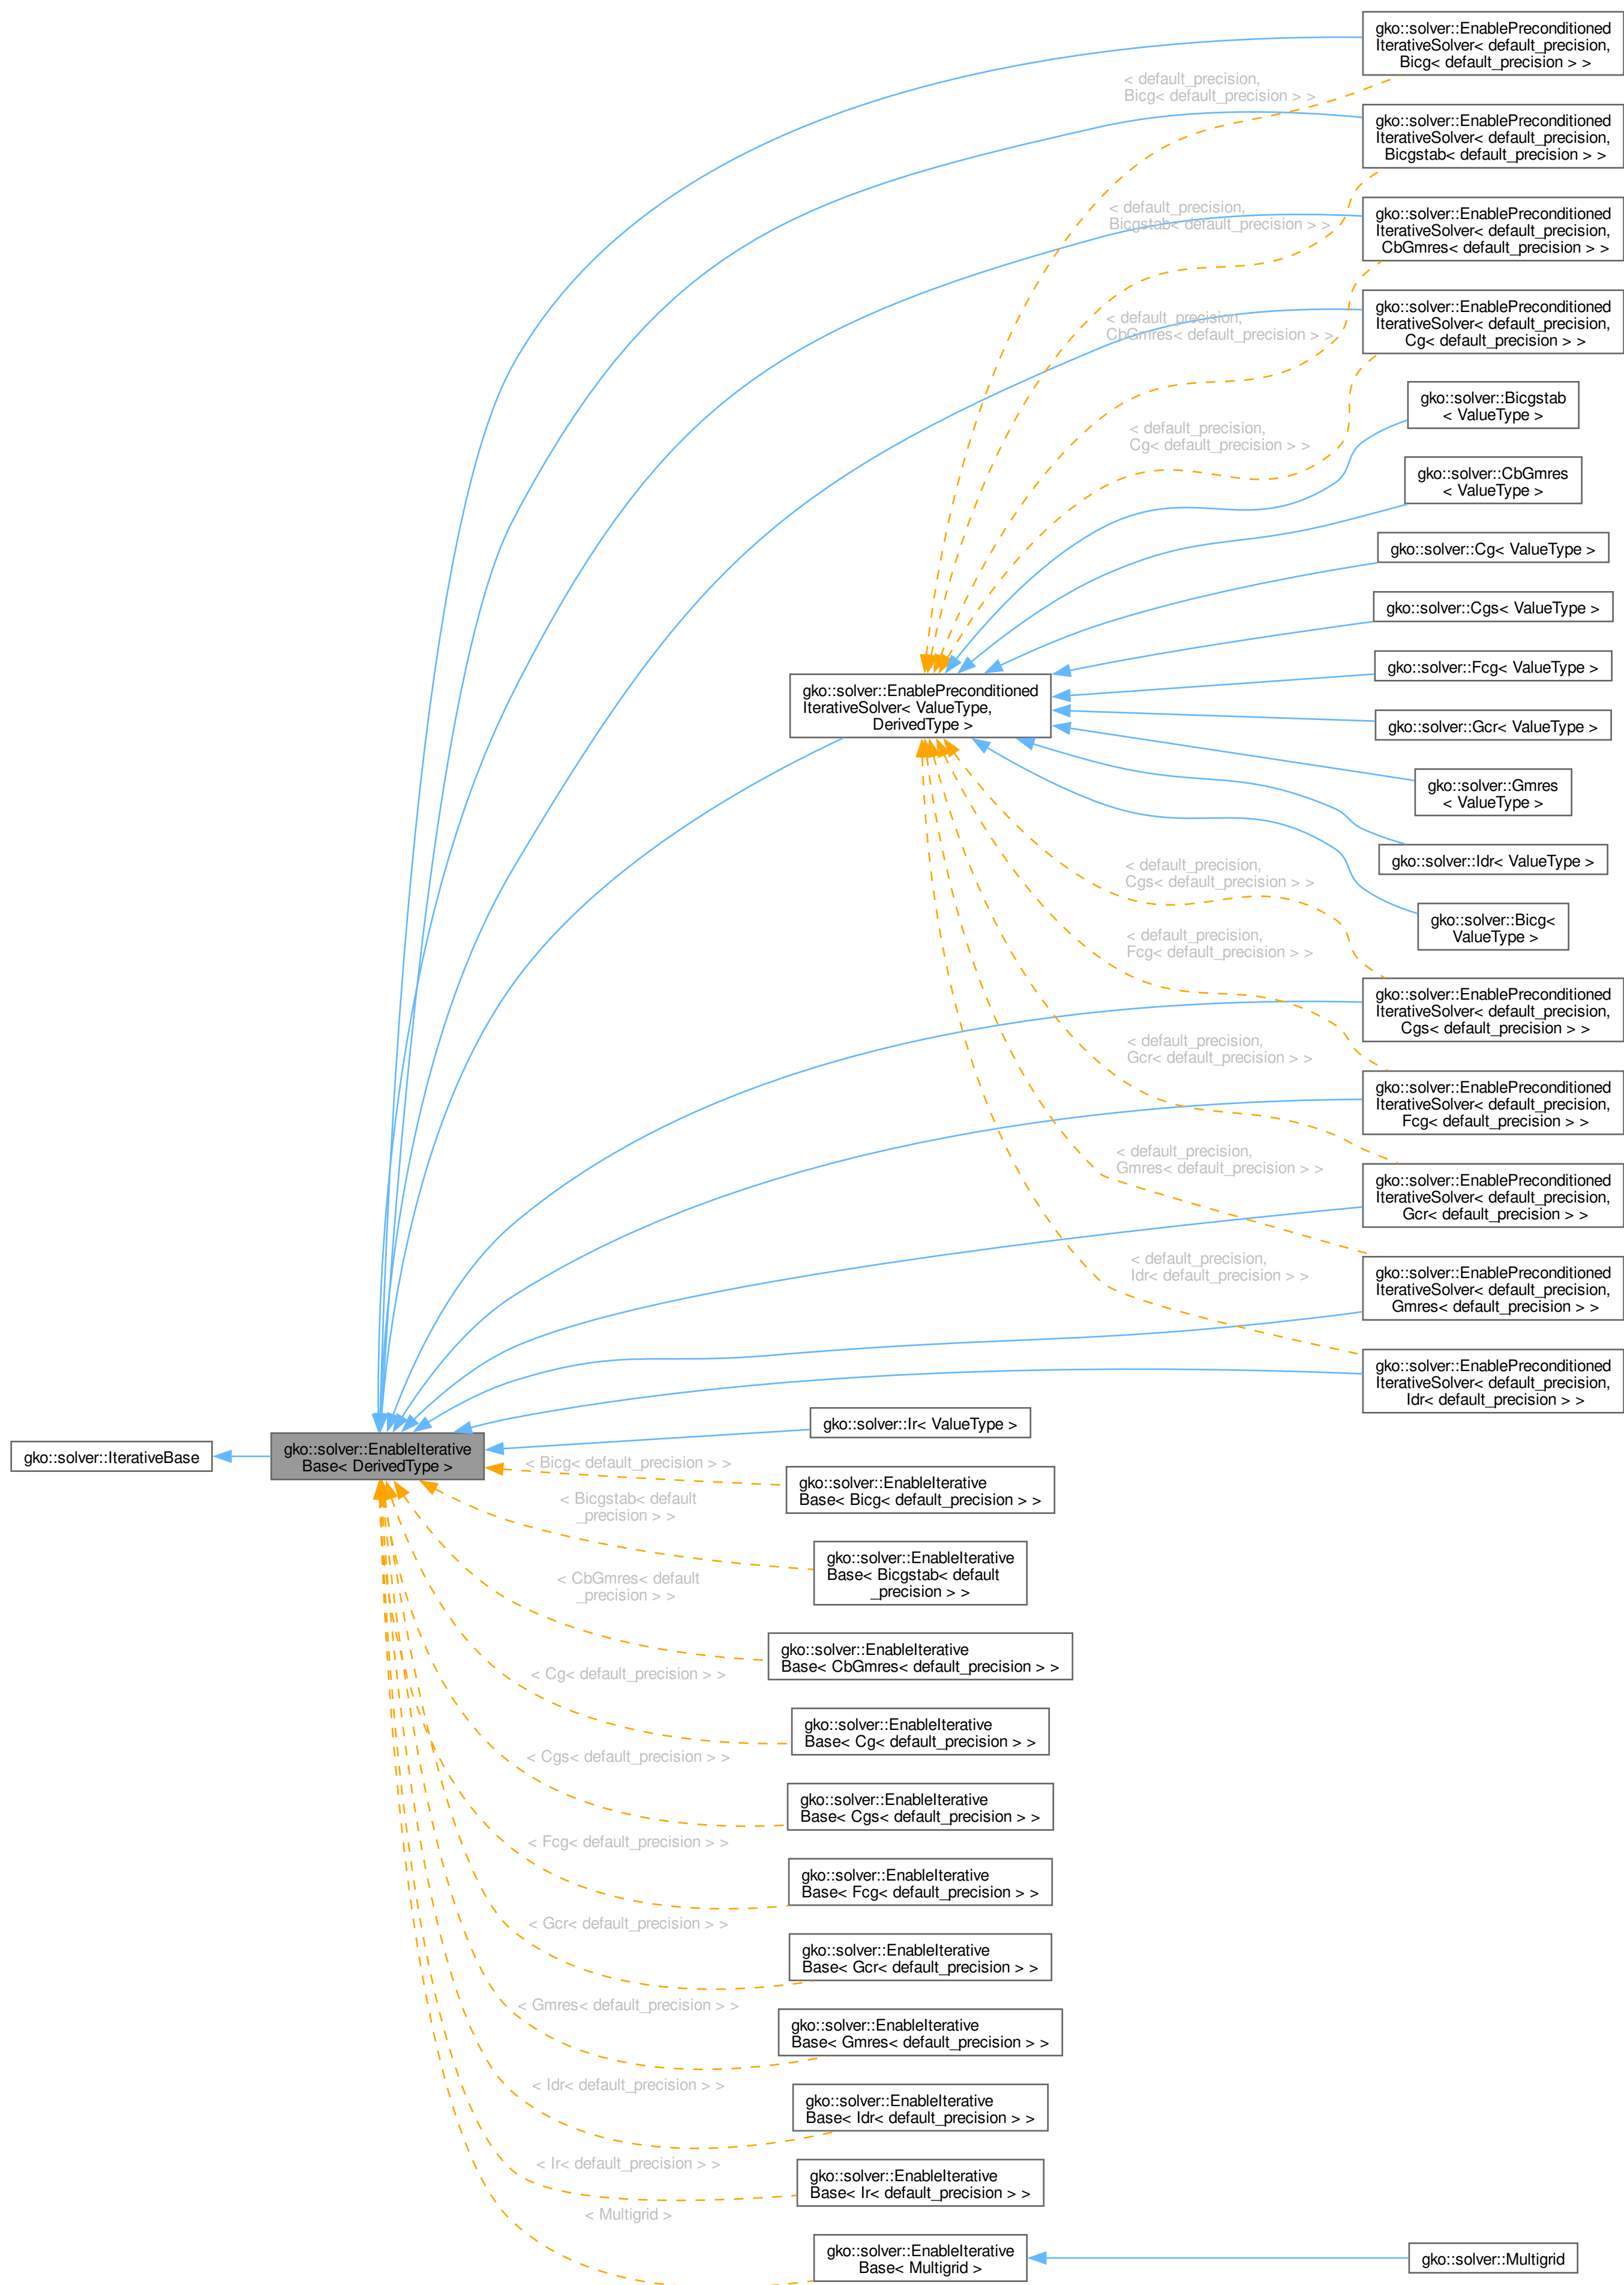 gko::solver::EnablePreconditioned
IterativeSolver< default_precision,
Bicg< default_precision > >
< default_precision,
Bicg< default_precision > >
gko::solver::EnablePreconditioned
IterativeSolver< default_precision,
Bicgstab< default_precision > >
< default_precision,
Bicgstab< default_precision > >
gko::solver::EnablePreconditioned
IterativeSolver< default_precision,
CbGmres< default_precision > >
< default_precision,
CbGmres< default_precision > >
gko::solver::EnablePreconditioned
IterativeSolver< default_precision,
Cg< default_precision > >
< default_precision,
Cg< default_precision > >
gko::solver::Bicgstab
< ValueType >
gko::solver::CbGmres
< ValueType >
gko::solver::Cg< ValueType >
gko::solver::Cgs< ValueType >
gko::solver::Fcg< ValueType >
gko::solver::EnablePreconditioned
IterativeSolver< ValueType,
DerivedType >
gko::solver::Gcr< ValueType >
gko::solver::Gmres
< ValueType >
gko::solver::Idr< ValueType >
gko::solver::Bicg<
ValueType >
< default_precision,
Cgs< default_precision > >
< default_precision,
Fcg< default_precision > >
gko::solver::EnablePreconditioned
IterativeSolver< default_precision,
Cgs< default_precision > >
< default_precision,
Gcr< default_precision > >
gko::solver::EnablePreconditioned
IterativeSolver< default_precision,
Fcg< default_precision > >
< default_precision,
Gmres< default_precision > >
gko::solver::EnablePreconditioned
IterativeSolver< default_precision,
Gcr< default_precision > >
< default_precision,
Idr< default_precision > >
gko::solver::EnablePreconditioned
IterativeSolver< default_precision,
Gmres< default_precision > >
gko::solver::EnablePreconditioned
IterativeSolver< default_precision,
Idr< default_precision > >
gko::solver::IterativeBase
gko::solver::EnableIterative
Base< DerivedType >
gko::solver::Ir< ValueType >
< Bicg< default_precision > >
gko::solver::EnableIterative
Base< Bicg< default_precision > >
< Bicgstab< default
_precision > >
gko::solver::EnableIterative
Base< Bicgstab< default
_precision > >
< CbGmres< default
_precision > >
gko::solver::EnableIterative
Base< CbGmres< default_precision > >
< Cg< default_precision > >
gko::solver::EnableIterative
Base< Cg< default_precision > >
< Cgs< default_precision > >
gko::solver::EnableIterative
Base< Cgs< default_precision > >
< Fcg< default_precision > >
gko::solver::EnableIterative
Base< Fcg< default_precision > >
< Gcr< default_precision > >
gko::solver::EnableIterative
Base< Gcr< default_precision > >
< Gmres< default_precision > >
gko::solver::EnableIterative
Base< Gmres< default_precision > >
< Idr< default_precision > >
gko::solver::EnableIterative
Base< Idr< default_precision > >
< Ir< default_precision > >
gko::solver::EnableIterative
Base< Ir< default_precision > >
< Multigrid >
gko::solver::EnableIterative
Base< Multigrid >
gko::solver::Multigrid